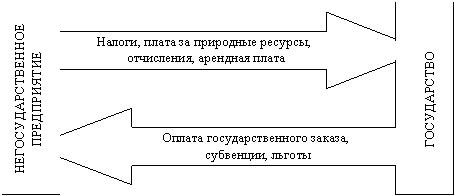 НЕГОСУДАРСТВЕННОЕ
ПРЕДПРИЯТИЕ
Налоги, плата за природные ресурсы,
отчисления, арендная плата
Оплата государственного заказа,
субвенции, льготы
ГОСУДАРСТВО